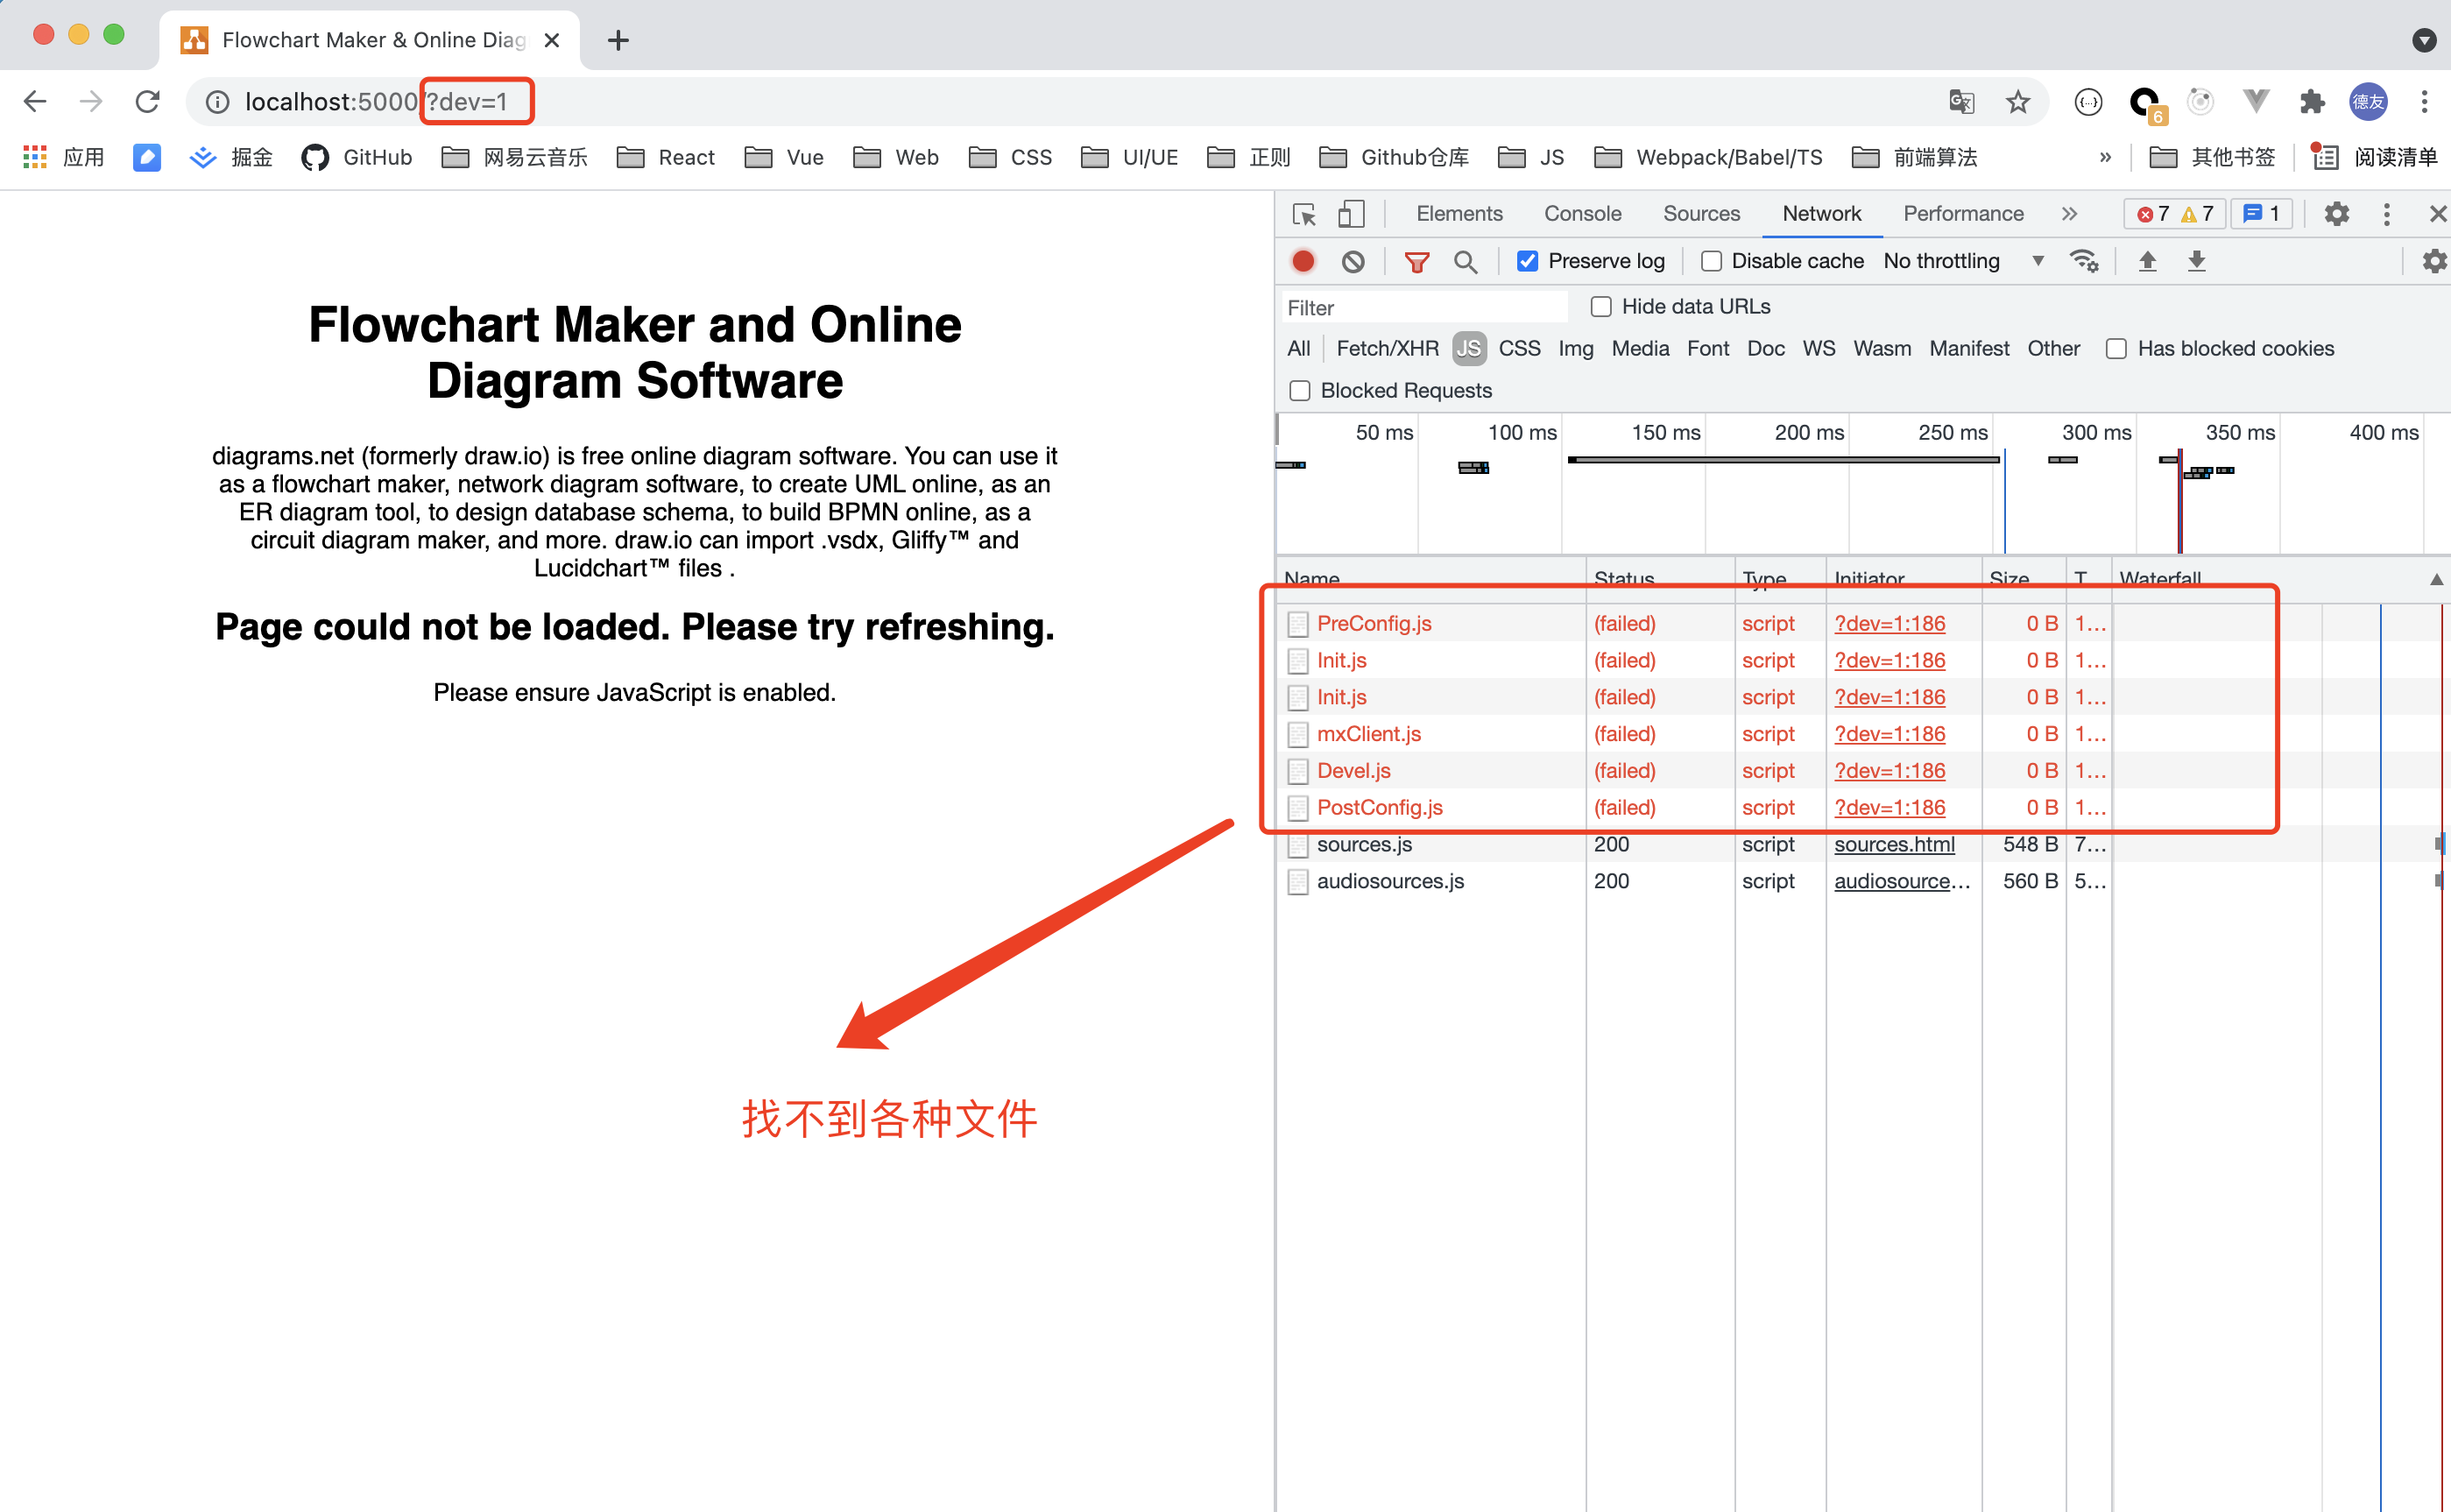 Flowchart Maker & Online Diag
localhost:5000/?dev=1
6
德友
应用
掘金
GitHub
网易云音乐
React
Vue
Web
CSS
UI/UE
正则
Github仓库
JS
Webpack/Babel/TS
前端算法
»
其他书签
阅读清单
Flowchart Maker and Online
Diagram Software
diagrams.net (formerly draw.io) is free online diagram software. You can use it
as a flowchart maker, network diagram software, to create UML online, as an
ER diagram tool, to design database schema, to build BPMN online, as a
circuit diagram maker, and more. draw.io can import .vsdx, Gliffy™ and
Lucidchart™ files .
Page could not be loaded. Please try refreshing.
Please ensure JavaScript is enabled.
找不到各种文件
Elements Console Sources Network Performance » 7 7 1
Preserve log Disable cache No throttling
Filter Hide data URLs
All Fetch/XHR JS CSS Img Media Font Doc WS Wasm Manifest Other Has blocked cookies
Blocked Requests
50 ms 100 ms 150 ms 200 ms 250 ms 300 ms 350 ms 400 ms
Name Status Type Initiator Size T Waterfall
PreConfig.js (failed) script ?dev=1:186 0 B 1...
Init.js (failed) script ?dev=1:186 0 B 1...
Init.js (failed) script ?dev=1:186 0 B 1...
mxClient.js (failed) script ?dev=1:186 0 B 1...
Devel.js (failed) script ?dev=1:186 0 B 1...
PostConfig.js (failed) script ?dev=1:186 0 B 1...
sources.js 200 script sources.html 548 B 7...
audiosources.js 200 script audiosource... 560 B 5...